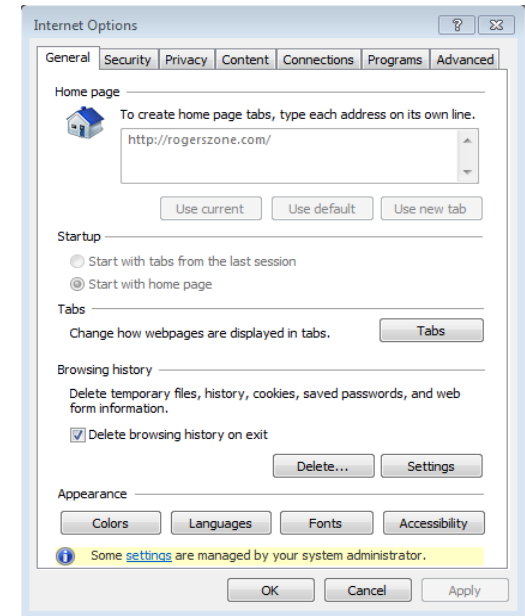 Internet Options
General Security Privacy Content Connections Programs Advanced
Home page
To create home page tabs, type each address on its own line.
http://rogerszone.com/
Use current Use default Use new tab
Startup
Start with tabs from the last session
Start with home page
Tabs
Change how webpages are displayed in tabs. Tabs
Browsing history
Delete temporary files, history, cookies, saved passwords, and web
form information.
Delete browsing history on exit
Delete... Settings
Appearance
Colors Languages Fonts Accessibility
Some settings are managed by your system administrator.
OK Cancel Apply